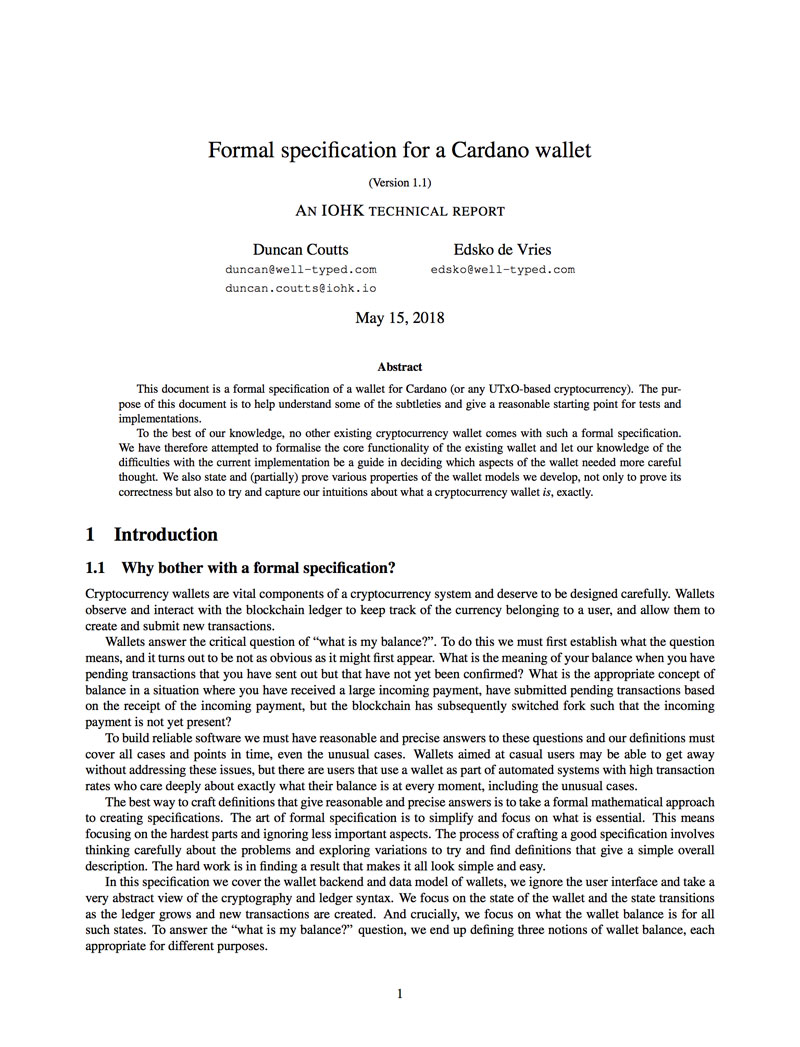 Formal specification for a Cardano wallet
(Version 1.1)
AN IOHK TECHNICAL REPORT
Duncan Coutts
duncan@well-typed.com
duncan.coutts@iohk.io
Edsko de Vries
edsko@well-typed.com
May 15, 2018
Abstract
This document is a formal specification of a wallet for Cardano (or any UTxO-based cryptocurrency). The pur-
pose of this document is to help understand some of the subtleties and give a reasonable starting point for tests and
implementations.
To the best of our knowledge, no other existing cryptocurrency wallet comes with such a formal specification.
We have therefore attempted to formalise the core functionality of the existing wallet and let our knowledge of the
difficulties with the current implementation be a guide in deciding which aspects of the wallet needed more careful
thought. We also state and (partially) prove various properties of the wallet models we develop, not only to prove its
correctness but also to try and capture our intuitions about what a cryptocurrency wallet is, exactly.
1 Introduction
1.1 Why bother with a formal specification?
Cryptocurrency wallets are vital components of a cryptocurrency system and deserve to be designed carefully. Wallets
observe and interact with the blockchain ledger to keep track of the currency belonging to a user, and allow them to
create and submit new transactions.
Wallets answer the critical question of “what is my balance?”. To do this we must first establish what the question
means, and it turns out to be not as obvious as it might first appear. What is the meaning of your balance when you have
pending transactions that you have sent out but that have not yet been confirmed? What is the appropriate concept of
balance in a situation where you have received a large incoming payment, have submitted pending transactions based
on the receipt of the incoming payment, but the blockchain has subsequently switched fork such that the incoming
payment is not yet present?
To build reliable software we must have reasonable and precise answers to these questions and our definitions must
cover all cases and points in time, even the unusual cases. Wallets aimed at casual users may be able to get away
without addressing these issues, but there are users that use a wallet as part of automated systems with high transaction
rates who care deeply about exactly what their balance is at every moment, including the unusual cases.
The best way to craft definitions that give reasonable and precise answers is to take a formal mathematical approach
to creating specifications. The art of formal specification is to simplify and focus on what is essential. This means
focusing on the hardest parts and ignoring less important aspects. The process of crafting a good specification involves
thinking carefully about the problems and exploring variations to try and find definitions that give a simple overall
description. The hard work is in finding a result that makes it all look simple and easy.
In this specification we cover the wallet backend and data model of wallets, we ignore the user interface and take a
very abstract view of the cryptography and ledger syntax. We focus on the state of the wallet and the state transitions
as the ledger grows and new transactions are created. And crucially, we focus on what the wallet balance is for all
such states. To answer the “what is my balance?” question, we end up defining three notions of wallet balance, each
appropriate for different purposes.
1